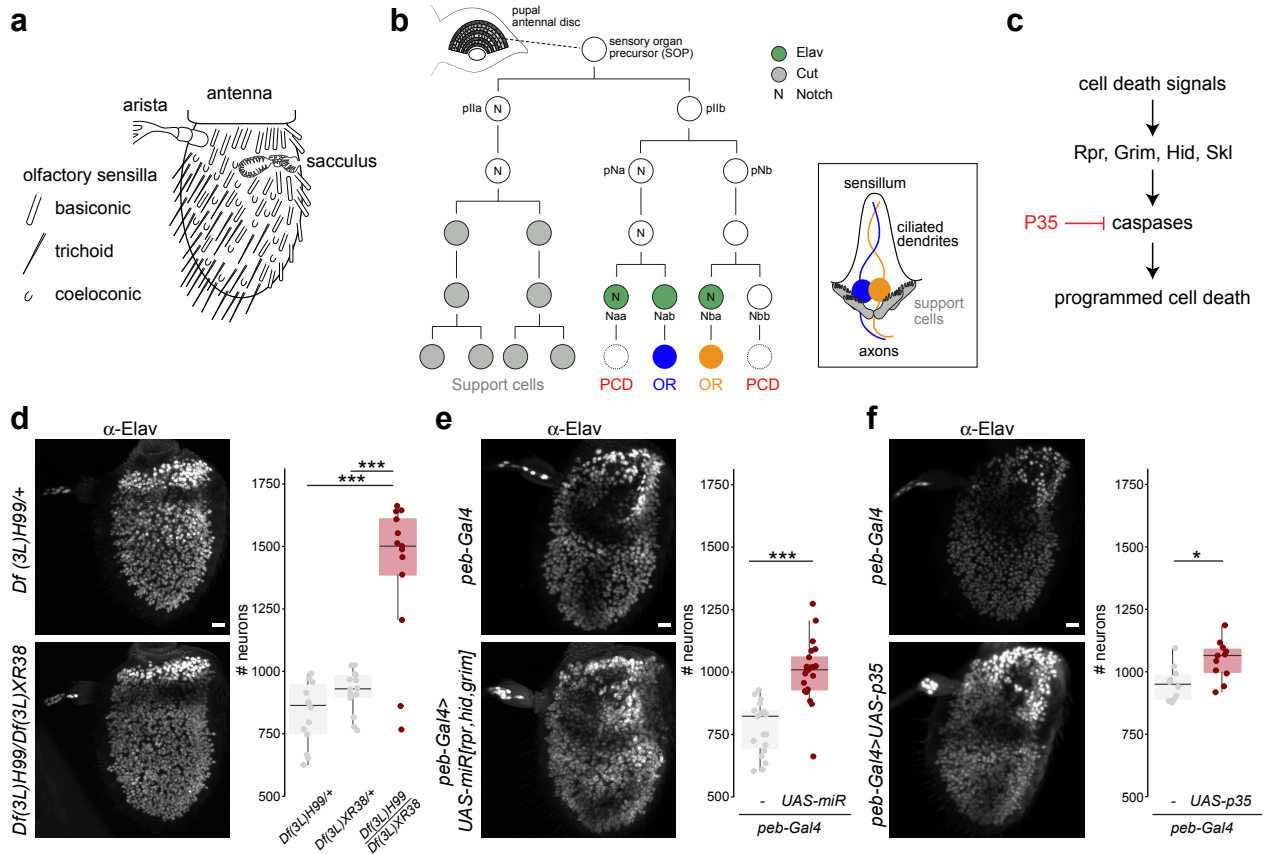 a
antenna
arista
sacculus
olfactory sensilla
basiconic
trichoid
coeloconic
b
pupal
antennal disc
sensory organ
precursor (SOP)
Elav
Cut
N Notch
pIIa
N
pIIb
N
pNa
N
pNb
N
N
N
Naa
Nab
Nba
Nbb
Support cells
PCD
OR
OR
PCD
sensillum
ciliated
dendrites
support
cells
axons
c
cell death signals
Rpr, Grim, Hid, Skl
P35
caspases
programmed cell death
d
α-Elav
Df (3L)H99/+
Df(3L)H99/Df(3L)XR38
# neurons
1750
1500
1250
1000
750
500
***
***
Df(3L)H99/+
Df(3L)XR38/+
Df(3L)H99
Df(3L)XR38
e
α-Elav
peb-Gal4
peb-Gal4>
UAS-miR[rpr,hid,grim]
# neurons
1750
1500
1250
1000
750
500
***
- UAS-miR
peb-Gal4
f
α-Elav
peb-Gal4
peb-Gal4>UAS-p35
# neurons
1750
1500
1250
1000
750
500
*
- UAS-p35
peb-Gal4